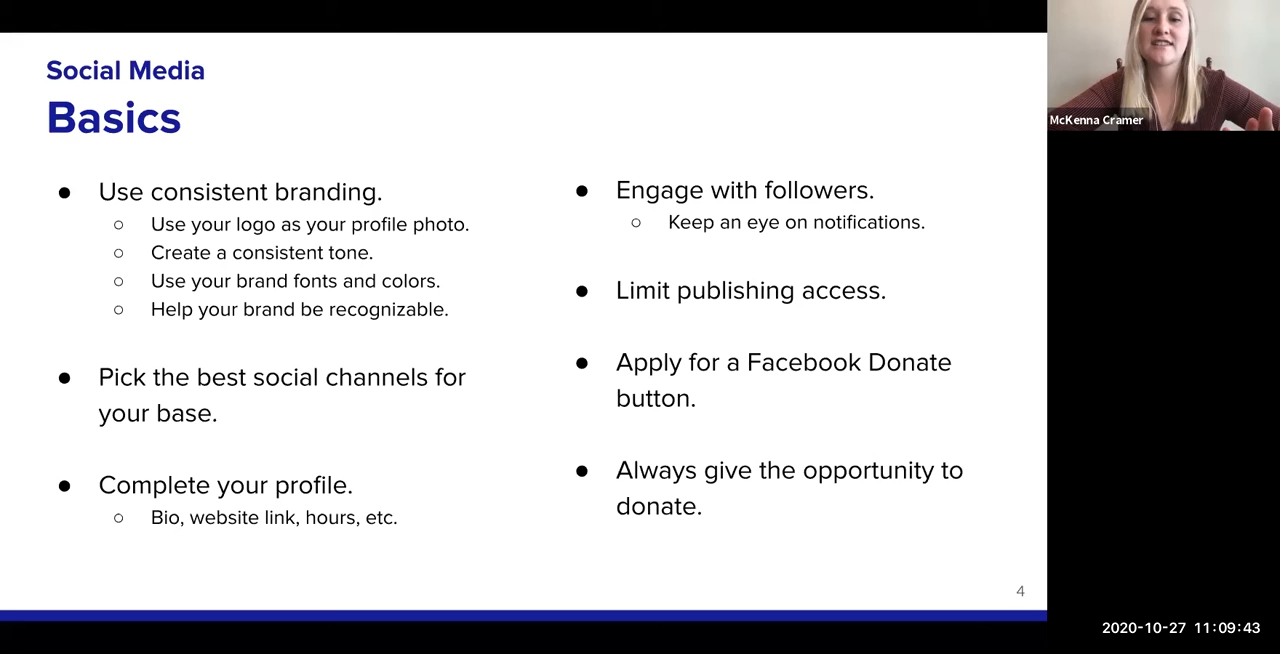 Social Media
Basics
● Use consistent branding.
○ Use your logo as your profile photo.
○ Create a consistent tone.
○ Use your brand fonts and colors.
○ Help your brand be recognizable.
● Pick the best social channels for
your base.
● Complete your profile.
○ Bio, website link, hours, etc.
● Engage with followers.
○ Keep an eye on notifications.
● Limit publishing access.
● Apply for a Facebook Donate
button.
● Always give the opportunity to
donate.
4
McKenna Cramer
2020-10-27 11:09:43